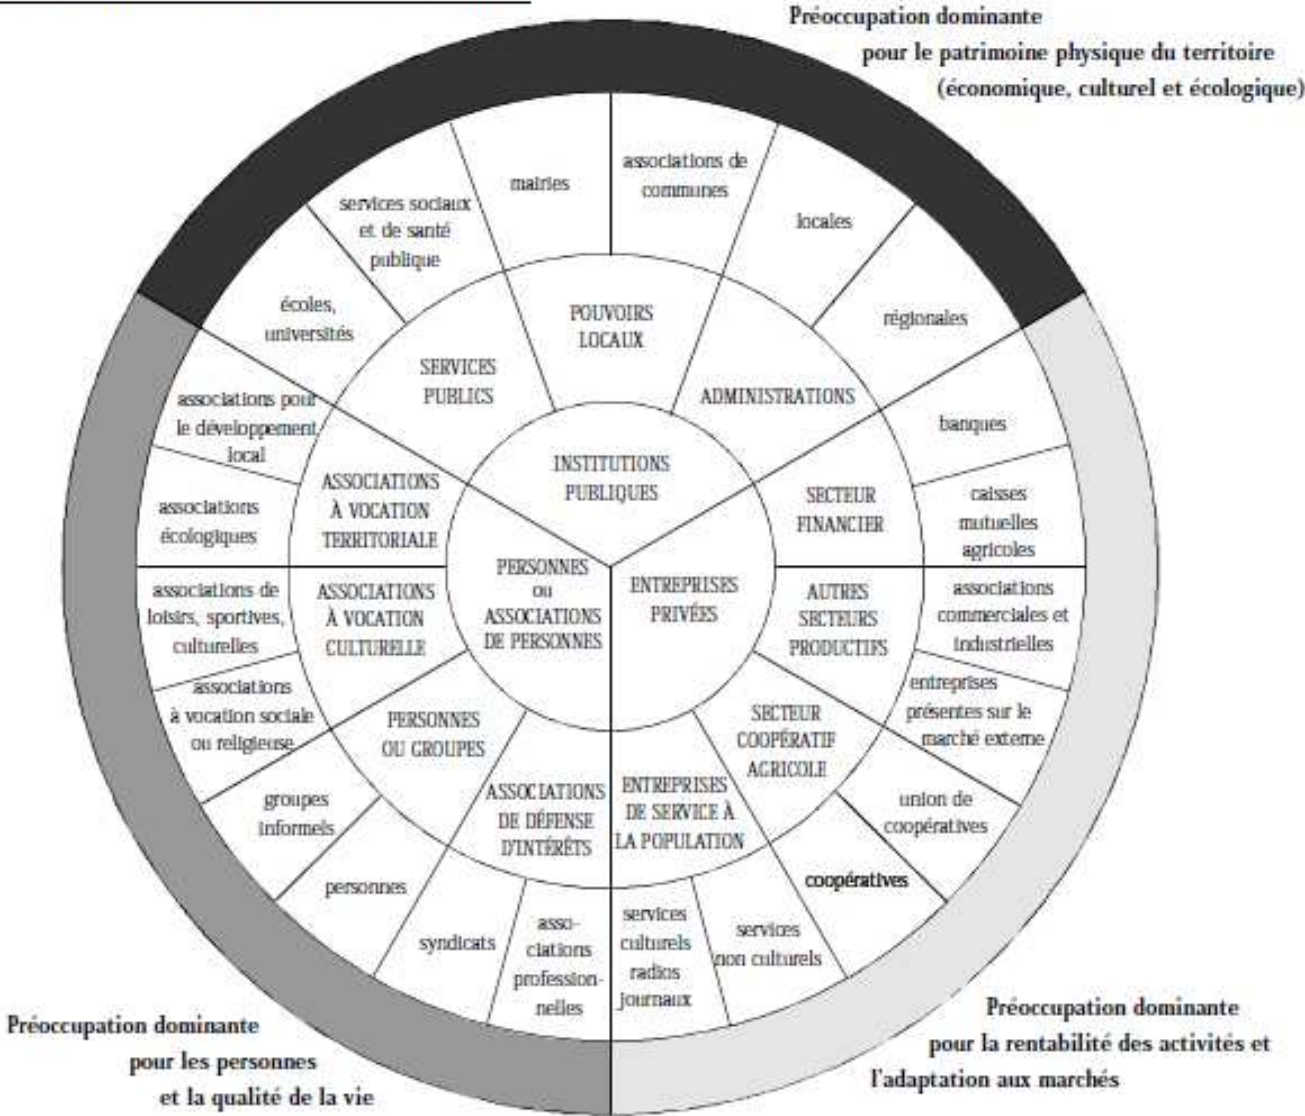 Préoccupation dominante
pour le patrimoine physique du territoire
(économique, culturel et écologique)
mairies
associations de
communes
services sociaux
et de santé
publique
locales
écoles,
universités
régionales
POUVOIRS
LOCAUX
SERVICES
PUBLICS
ADMINISTRATIONS
associations pour
le développement
local
banques
INSTITUTIONS
PUBLIQUES
ASSOCIATIONS
À VOCATION
TERRITORIALE
SECTEUR
FINANCIER
associations
écologiques
caisses
mutuelles
agricoles
PERSONNES
ou
ASSOCIATIONS
DE PERSONNES
ENTREPRISES
PRIVÉES
associations de
loisirs, sportives,
culturelles
ASSOCIATIONS
À VOCATION
CULTURELLE
AUTRES
SECTEURS
PRODUCTIFS
associations
commerciales et
industrielles
associations
à vocation sociale
ou religieuse
PERSONNES
OU GROUPES
SECTEUR
COOPÉRATIF
AGRICOLE
entreprises
présentes sur le
marché externe
groupes
informels
ASSOCIATIONS
DE DÉFENSE
D'INTÉRÊTS
ENTREPRISES
DE SERVICE À
LA POPULATION
union de
coopératives
personnes
coopératives
syndicats
asso-
ciations
profession-
nelles
services
culturels
radios
journaux
services
non culturels
Préoccupation dominante
pour les personnes
et la qualité de la vie
Préoccupation dominante
pour la rentabilité des activités et
l'adaptation aux marchés